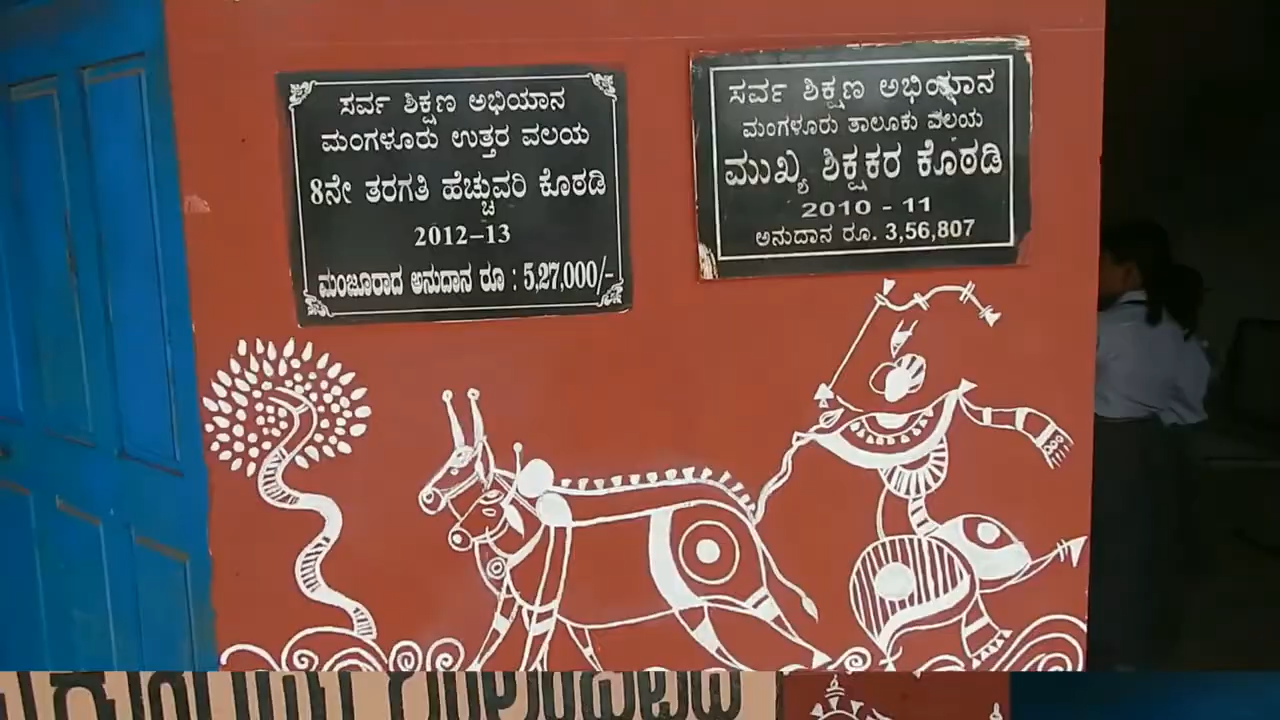 ಸರ್ವ ಶಿಕ್ಷಣ ಅಭಿಯಾನ
ಮಂಗಳೂರು ಉತ್ತರ ವಲಯ
8ನೇ ತರಗತಿ ಹೆಚ್ಚುವರಿ ಕೊಠಡಿ
2012-13
ಮಂಜೂರಾದ ಅನುದಾನ ರೂ : 5,27,000/-
ಸರ್ವ ಶಿಕ್ಷಣ ಅಭಿಯಾನ
ಮಂಗಳೂರು ತಾಲೂಕು ವಲಯ
ಮುಖ್ಯ ಶಿಕ್ಷಕರ ಕೊಠಡಿ
2010 - 11
ಅನುದಾನ ರೂ. 3,56,807